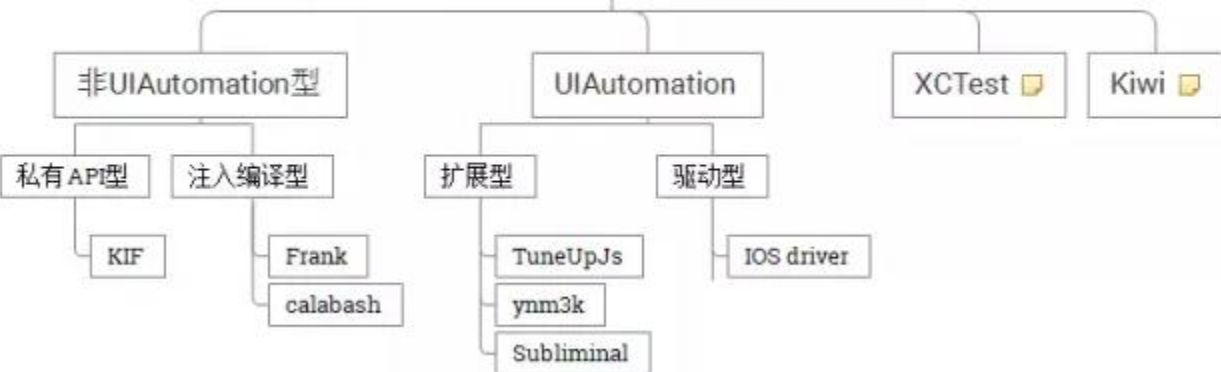 非UIAutomation型
UIAutomation
XCTest
Kiwi
私有API型
注入编译型
扩展型
驱动型
KIF
Frank
TuneUpJs
IOS driver
calabash
ynm3k
Subliminal